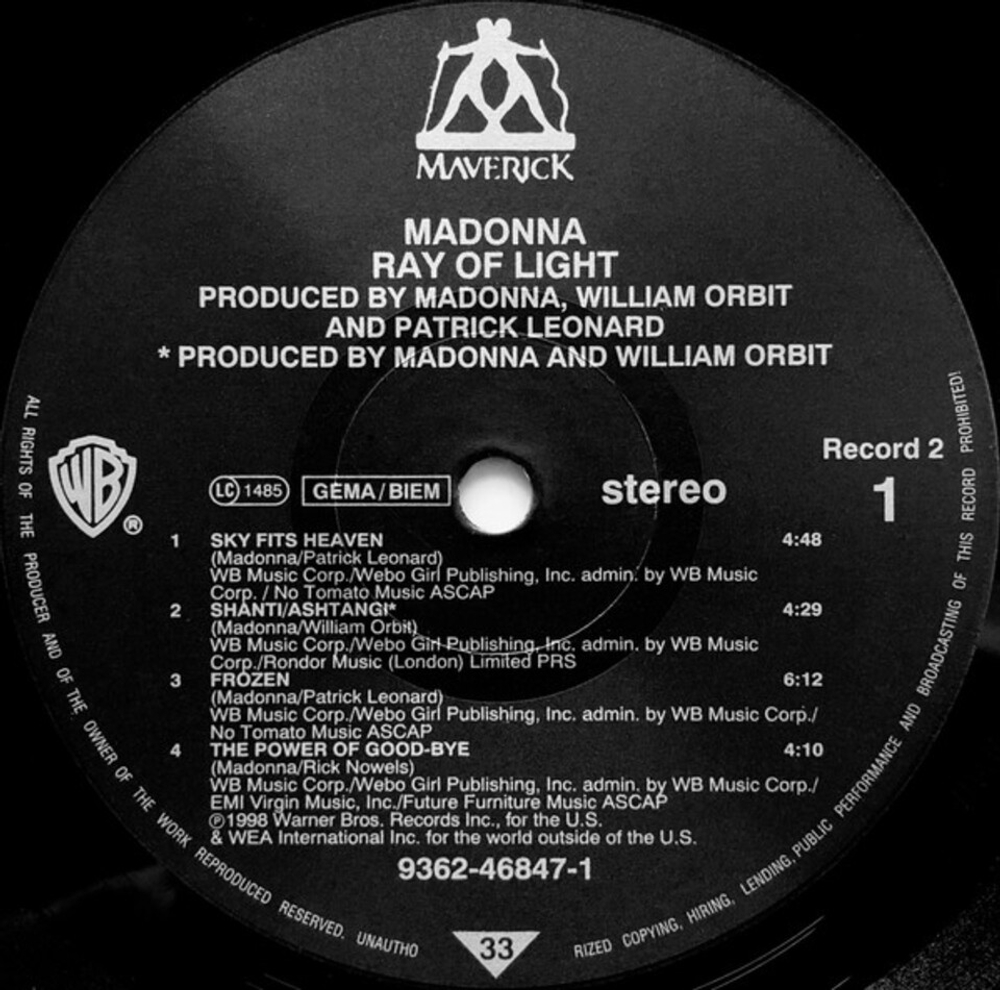 MAVERICK
MADONNA
RAY OF LIGHT
PRODUCED BY MADONNA, WILLIAM ORBIT
AND PATRICK LEONARD
* PRODUCED BY MADONNA AND WILLIAM ORBIT
WB
®
LC 1485
GEMA/BIEM
stereo
Record 2
1
1 SKY FITS HEAVEN 4:48
(Madonna/Patrick Leonard)
WB Music Corp./Webo Girl Publishing, Inc. admin. by WB Music
Corp. / No Tomato Music ASCAP
2 SHANTI/ASHTANGI* 4:29
(Madonna/William Orbit)
WB Music Corp./Webo Girl Publishing, Inc. admin. by WB Music
Corp./Rondor Music (London) Limited PRS
3 FROZEN 6:12
(Madonna/Patrick Leonard)
WB Music Corp./Webo Girl Publishing, Inc. admin. by WB Music Corp./
No Tomato Music ASCAP
4 THE POWER OF GOOD-BYE 4:10
(Madonna/Rick Nowels)
WB Music Corp./Webo Girl Publishing, Inc. admin. by WB Music Corp./
EMI Virgin Music, Inc./Future Furniture Music ASCAP
℗1998 Warner Bros. Records Inc., for the U.S.
& WEA International Inc. for the world outside of the U.S.
9362-46847-1
33
ALL RIGHTS OF THE PRODUCER AND OF THE OWNER OF THE WORK REPRODUCED RESERVED. UNAUTHO
RIZED COPYING, HIRING, LENDING, PUBLIC PERFORMANCE AND BROADCASTING OF THIS RECORD PROHIBITED!